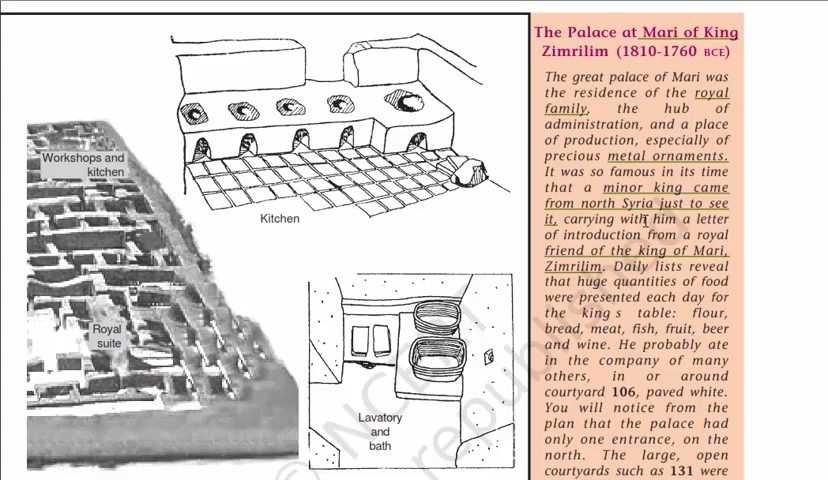 Workshops and
kitchen
Kitchen
Royal
suite
Lavatory
and
bath
The Palace at Mari of King
Zimrilim (1810-1760 BCE)
The great palace of Mari was
the residence of the royal
family, the hub of
administration, and a place
of production, especially of
precious metal ornaments.
It was so famous in its time
that a minor king came
from north Syria just to see
it, carrying with him a letter
of introduction from a royal
friend of the king of Mari,
Zimrilim. Daily lists reveal
that huge quantities of food
were presented each day for
the king s table: flour,
bread, meat, fish, fruit, beer
and wine. He probably ate
in the company of many
others, in or around
courtyard 106, paved white.
You will notice from the
plan that the palace had
only one entrance, on the
north. The large, open
courtyards such as 131 were
© NCERT
republished